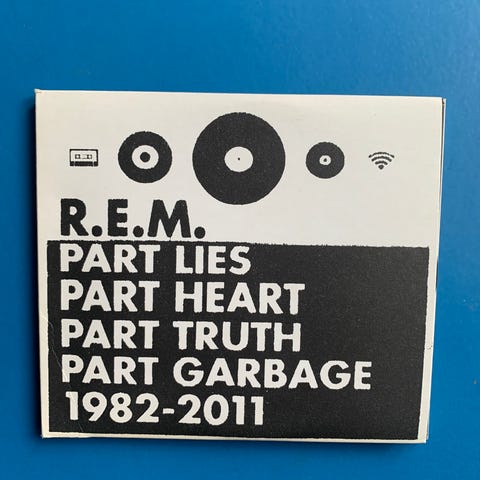 R.E.M.
PART LIES
PART HEART
PART TRUTH
PART GARBAGE
1982-2011